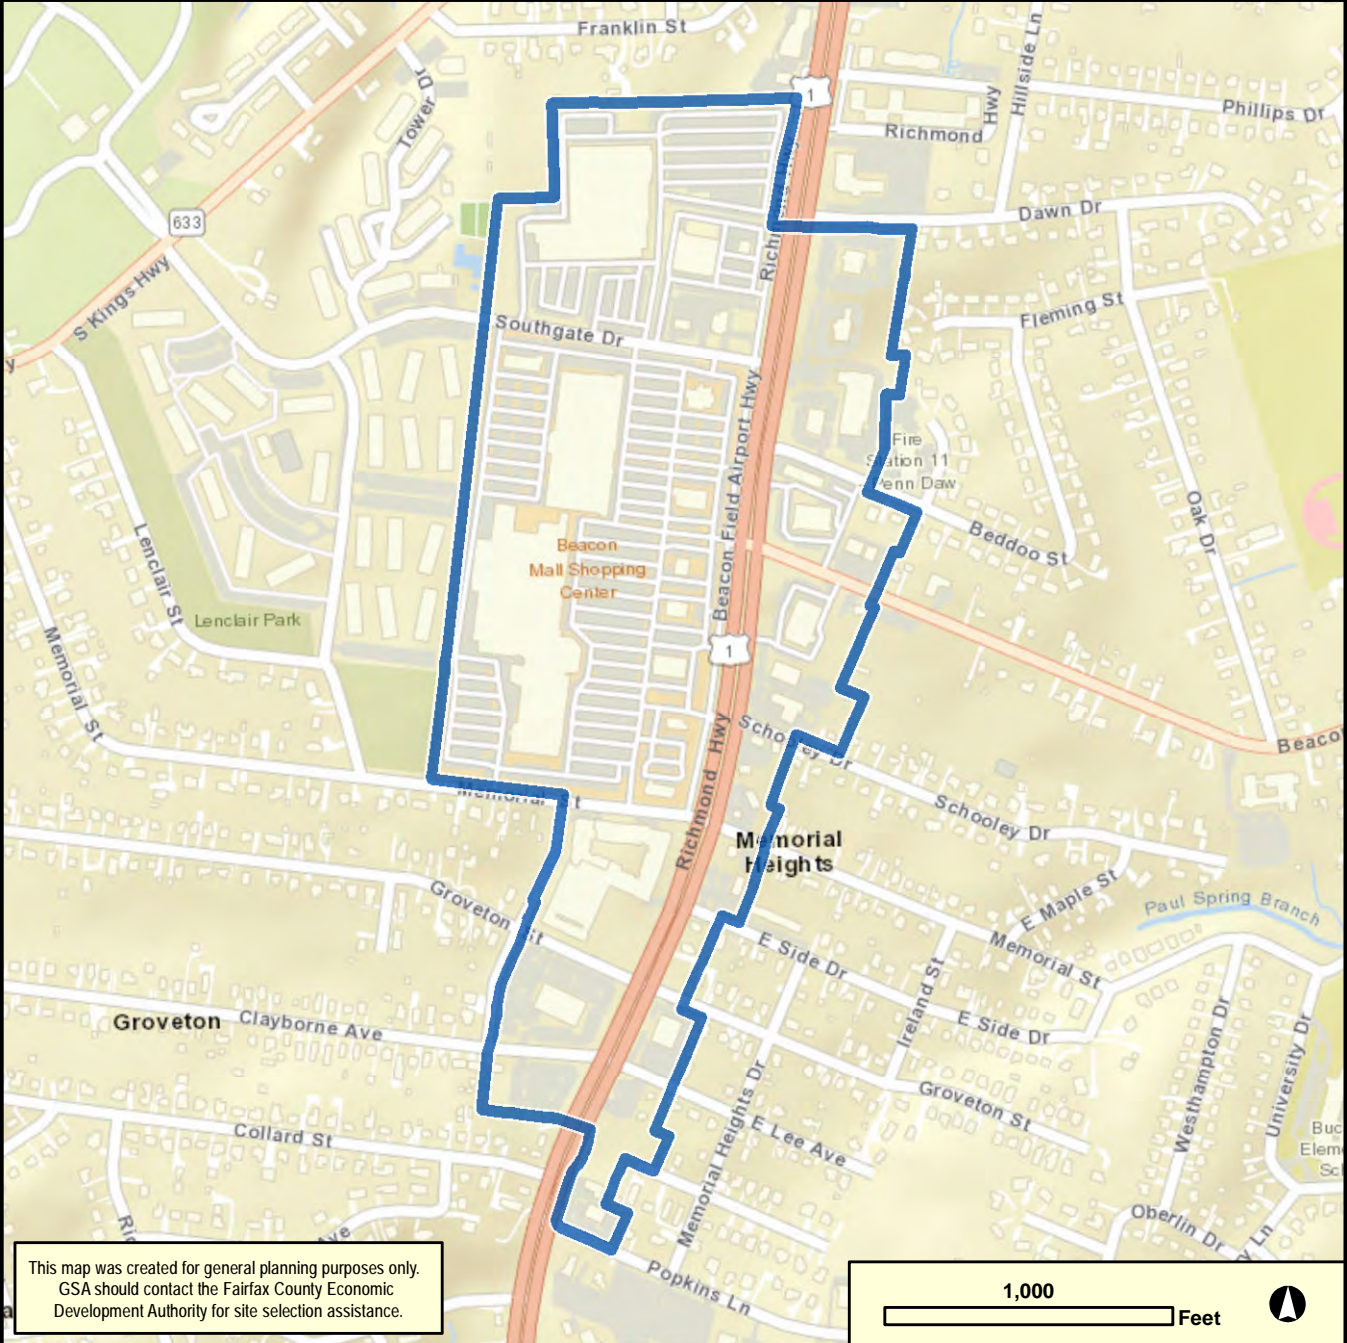 Franklin St
1
Tower Dr
Hillside Ln
Hwy
Phillips Dr
Richmond
633
Dawn Dr
S Kings Hwy
Fleming St
Southgate Dr
Beacon Field Airport Hwy
Fire
Station 11
Penn Daw
Oak Dr
Beddoo St
Lenclair St
Beacon
Mall Shopping
Center
Lenclair Park
Memorial St
1
Schooley Dr
Richmond Hwy
Memorial St
Schooley Dr
Memorial
Heights
E Maple St
Groveton St
Paul Spring Branch
E Side Dr
Memorial St
Ireland St
Groveton
Clayborne Ave
E Side Dr
Westhampton Dr
University Dr
Memorial Heights Dr
Groveton St
Collard St
E Lee Ave
Oberlin Dr
Ave
Popkins Ln
This map was created for general planning purposes only.
GSA should contact the Fairfax County Economic
Development Authority for site selection assistance.
1,000
Feet